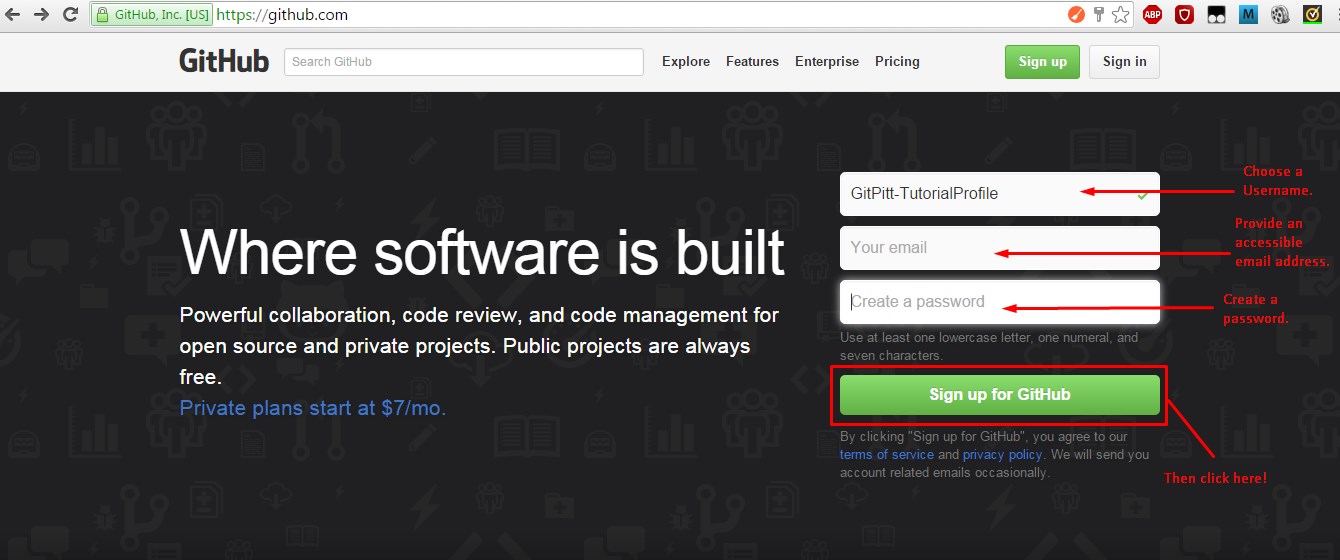 GitHub, Inc. [US] https://github.com
ABP
M
GitHub
Search GitHub
Explore Features Enterprise Pricing
Sign up
Sign in
Where software is built
Powerful collaboration, code review, and code management for
open source and private projects. Public projects are always
free.
Private plans start at $7/mo.
GitPitt-TutorialProfile
Choose a
Username.
Your email
Provide an
accessible
email address.
Create a password
Create a
password.
Use at least one lowercase letter, one numeral, and
seven characters.
Sign up for GitHub
By clicking "Sign up for GitHub", you agree to our
terms of service and privacy policy. We will send you
account related emails occasionally.
Then click here!